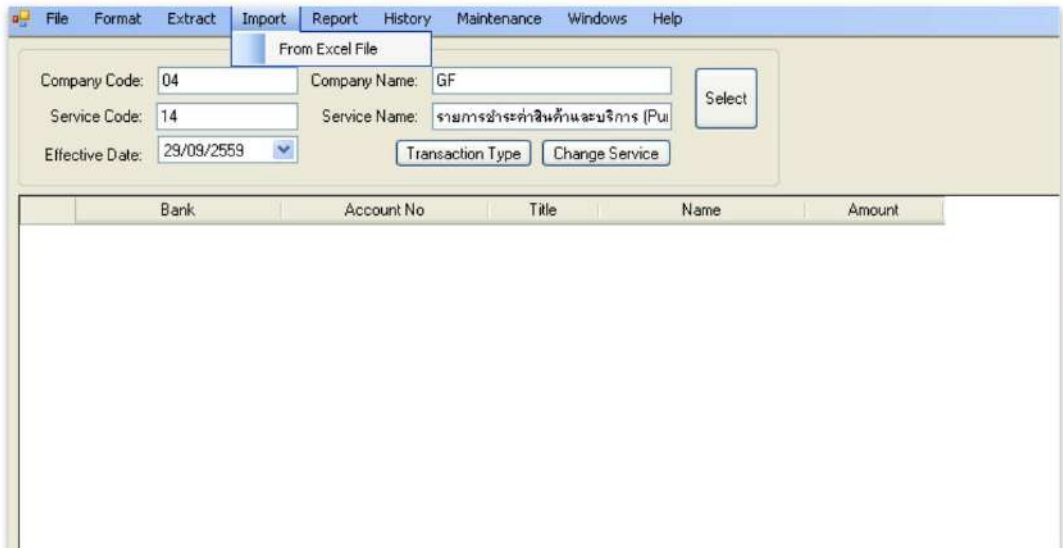 File Format Extract Import Report History Maintenance Windows Help
From Excel File
Company Code: 04 Company Name: GF
Select
Service Code: 14 Service Name: รายการชำระค่าสินค้าและบริการ (Pui
Effective Date: 29/09/2559 Transaction Type Change Service
Bank Account No Title Name Amount